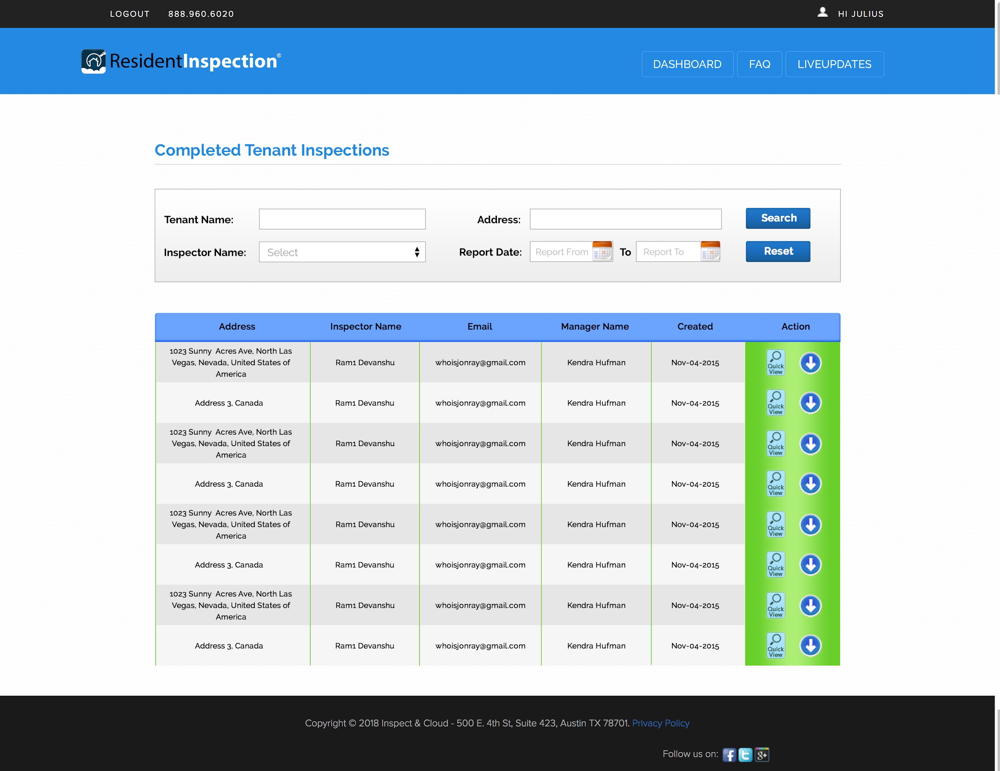 LOGOUT 888.960.6020 HI JULIUS
ResidentInspection® DASHBOARD FAQ LIVEUPDATES
Completed Tenant Inspections
Tenant Name: Address: Search
Inspector Name: Select Report Date: Report From To Report To Reset
Address Inspector Name Email Manager Name Created Action
1023 Sunny Acres Ave, North Las
Vegas, Nevada, United States of
America
Ram1 Devanshu whoisjonray@gmail.com Kendra Hufman Nov-04-2015
Quick
View
Address 3, Canada Ram1 Devanshu whoisjonray@gmail.com Kendra Hufman Nov-04-2015
Quick
View
1023 Sunny Acres Ave, North Las
Vegas, Nevada, United States of
America
Ram1 Devanshu whoisjonray@gmail.com Kendra Hufman Nov-04-2015
Quick
View
Address 3, Canada Ram1 Devanshu whoisjonray@gmail.com Kendra Hufman Nov-04-2015
Quick
View
1023 Sunny Acres Ave, North Las
Vegas, Nevada, United States of
America
Ram1 Devanshu whoisjonray@gmail.com Kendra Hufman Nov-04-2015
Quick
View
Address 3, Canada Ram1 Devanshu whoisjonray@gmail.com Kendra Hufman Nov-04-2015
Quick
View
1023 Sunny Acres Ave, North Las
Vegas, Nevada, United States of
America
Ram1 Devanshu whoisjonray@gmail.com Kendra Hufman Nov-04-2015
Quick
View
Address 3, Canada Ram1 Devanshu whoisjonray@gmail.com Kendra Hufman Nov-04-2015
Quick
View
Copyright © 2018 Inspect & Cloud - 500 E. 4th St, Suite 423, Austin TX 78701. Privacy Policy
Follow us on: f t g+